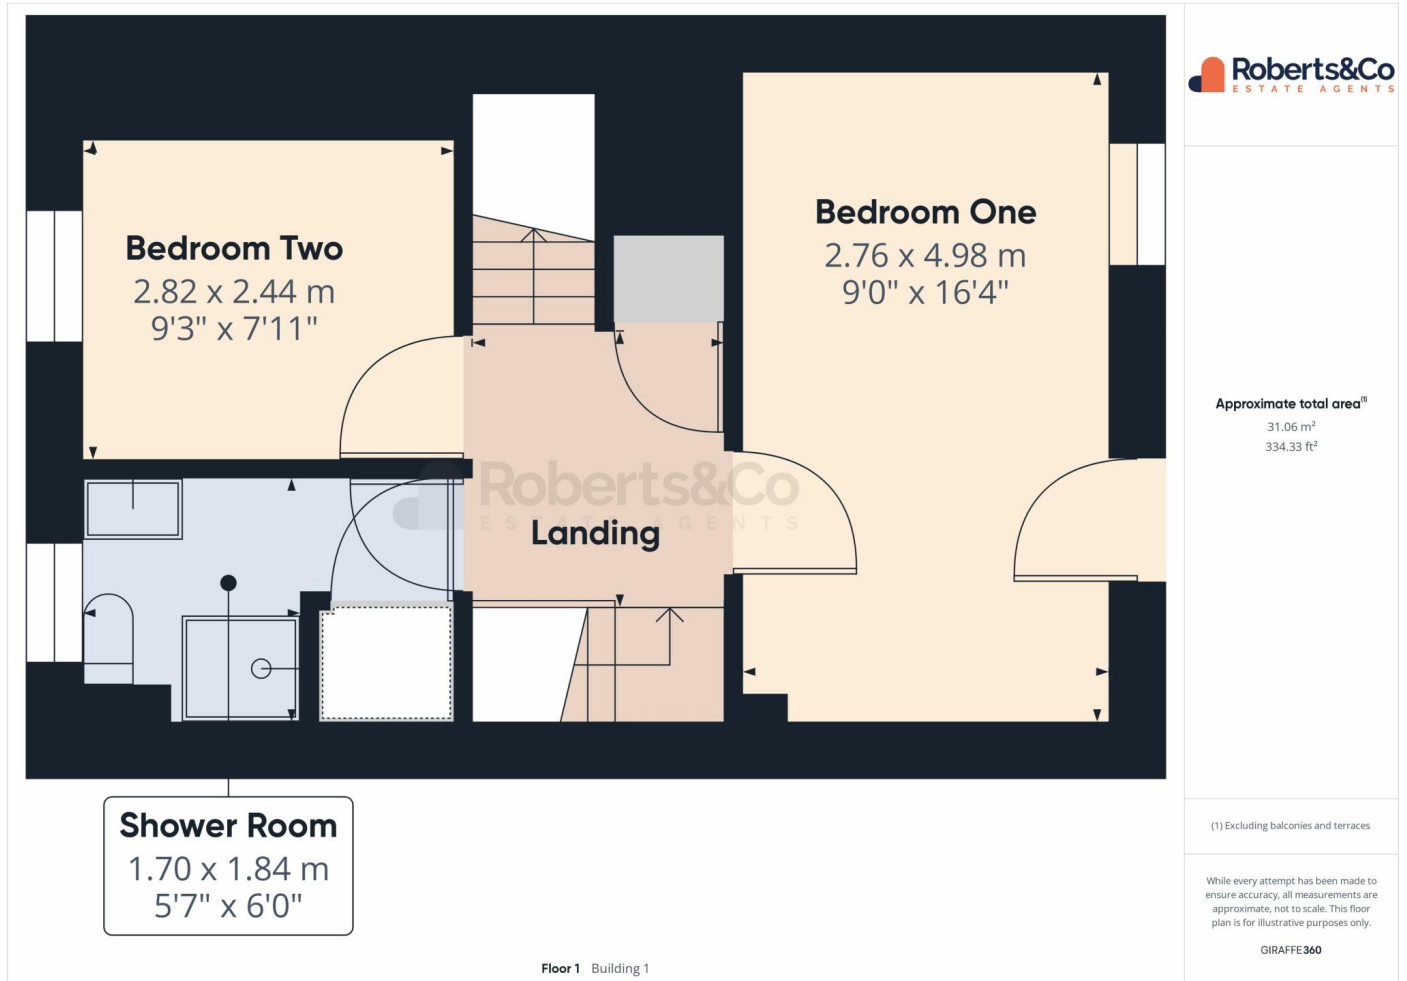 Bedroom Two
2.82 x 2.44 m
9'3" x 7'11"
Bedroom One
2.76 x 4.98 m
9'0" x 16'4"
Roberts&Co
ESTATE AGENTS
Landing
Shower Room
1.70 x 1.84 m
5'7" x 6'0"
Floor 1 Building 1
Roberts&Co
ESTATE AGENTS
Approximate total area(1)
31.06 m²
334.33 ft²
(1) Excluding balconies and terraces
While every attempt has been made to
ensure accuracy, all measurements are
approximate, not to scale. This floor
plan is for illustrative purposes only.
GIRAFFE360